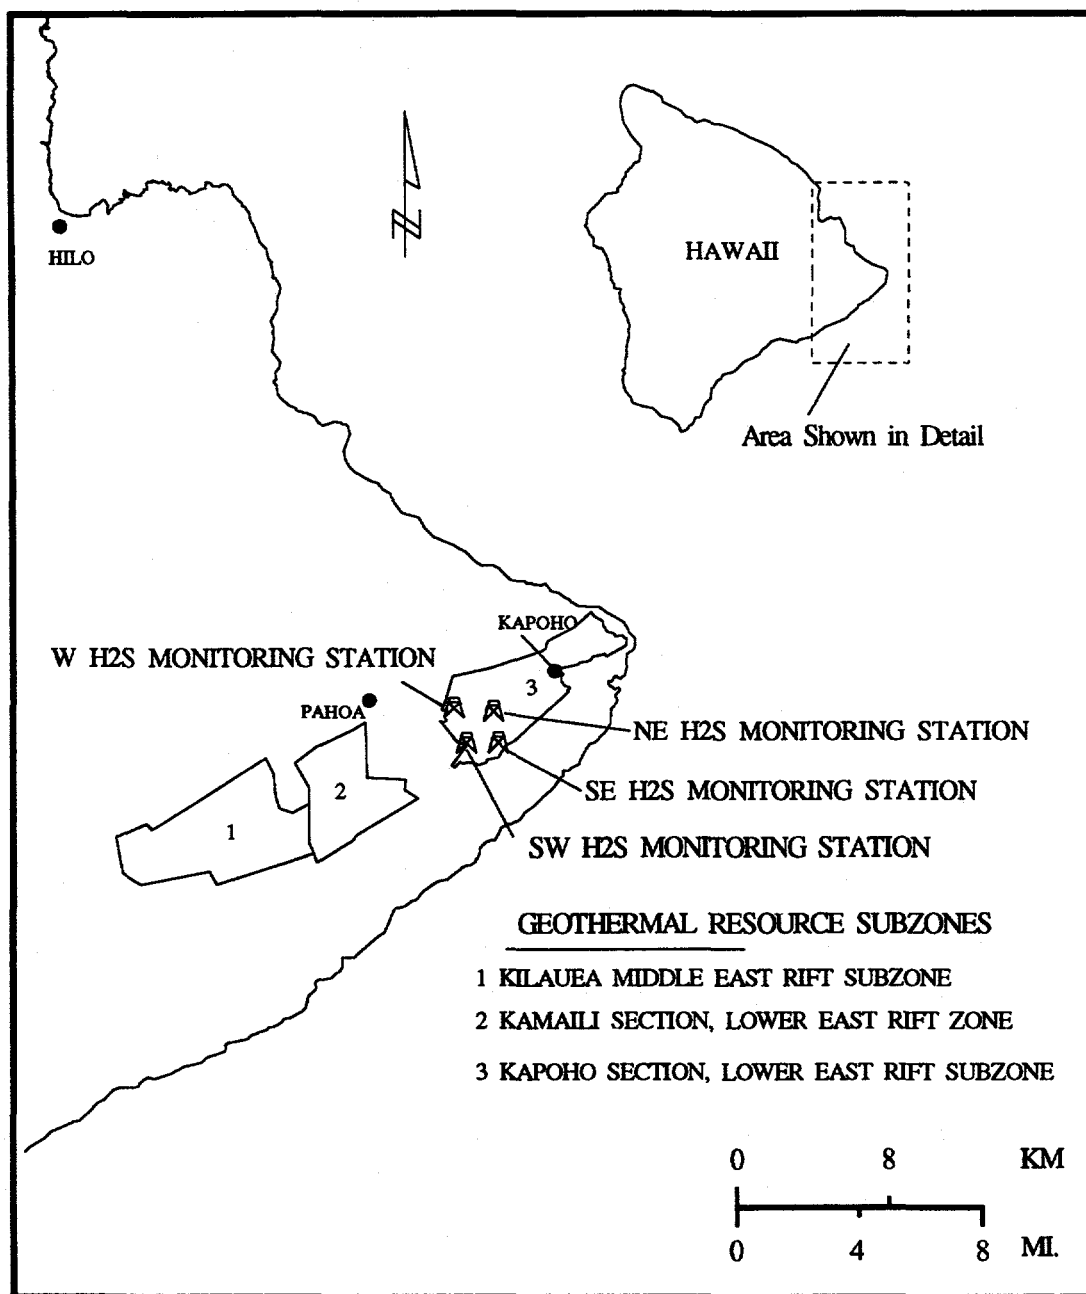 HILO
N
HAWAII
Area Shown in Detail
KAPOHO
W H2S MONITORING STATION
3
PAHOA
NE H2S MONITORING STATION
2
SE H2S MONITORING STATION
1
SW H2S MONITORING STATION
GEOTHERMAL RESOURCE SUBZONES
1 KILAUEA MIDDLE EAST RIFT SUBZONE
2 KAMAILI SECTION, LOWER EAST RIFT ZONE
3 KAPOHO SECTION, LOWER EAST RIFT SUBZONE
0 8 KM
0 4 8 MI.